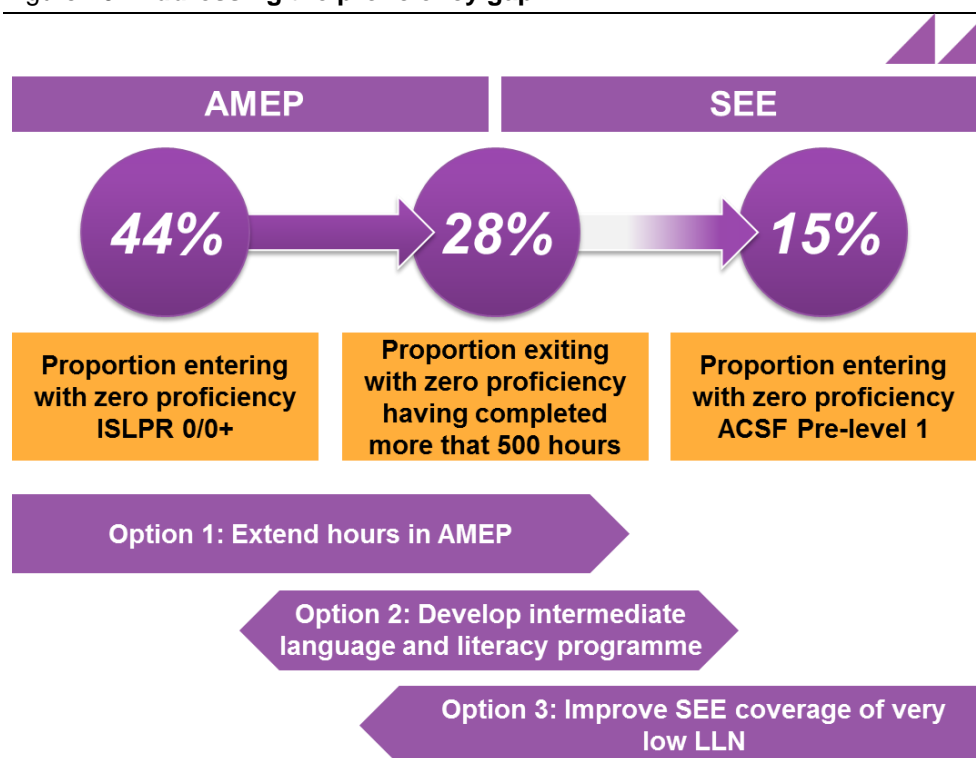 AMEP
SEE
44%
28%
15%
Proportion entering
with zero proficiency
ISLPR 0/0+
Proportion exiting
with zero proficiency
having completed
more that 500 hours
Proportion entering
with zero proficiency
ACSF Pre-level 1
Option 1: Extend hours in AMEP
Option 2: Develop intermediate
language and literacy programme
Option 3: Improve SEE coverage of very
low LLN